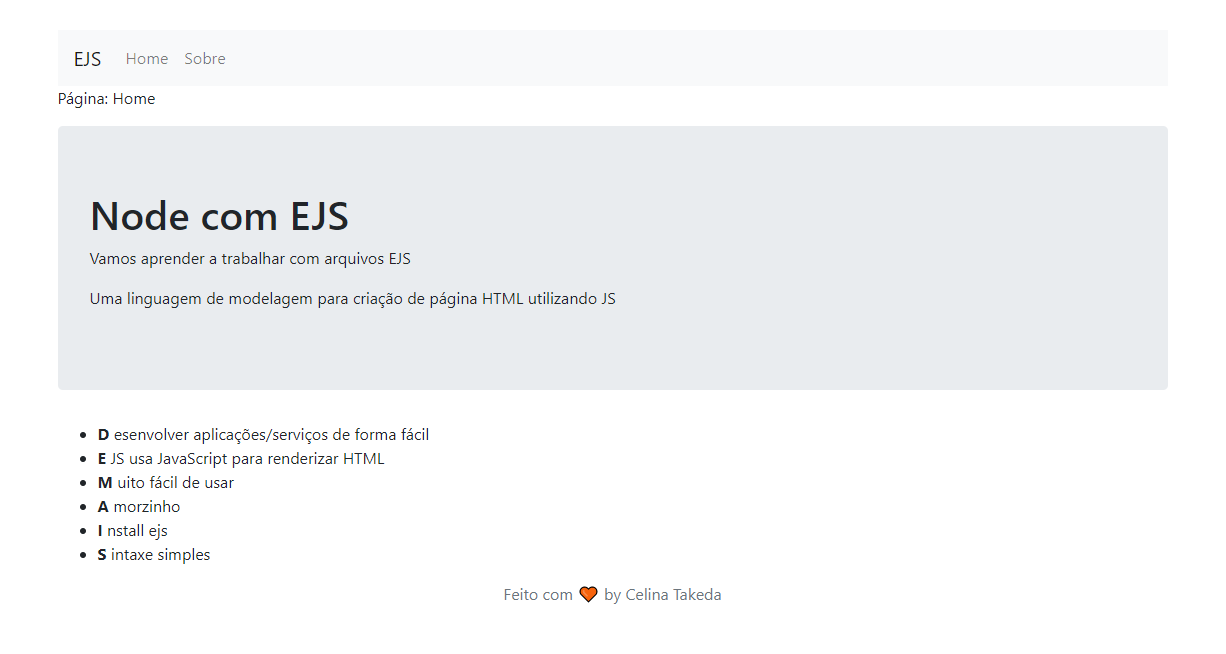 EJS Home Sobre
Página: Home
Node com EJS
Vamos aprender a trabalhar com arquivos EJS
Uma linguagem de modelagem para criação de página HTML utilizando JS
D esenvolver aplicações/serviços de forma fácil
E JS usa JavaScript para renderizar HTML
M uito fácil de usar
A morzinho
I nstall ejs
S intaxe simples
Feito com 🧡 by Celina Takeda